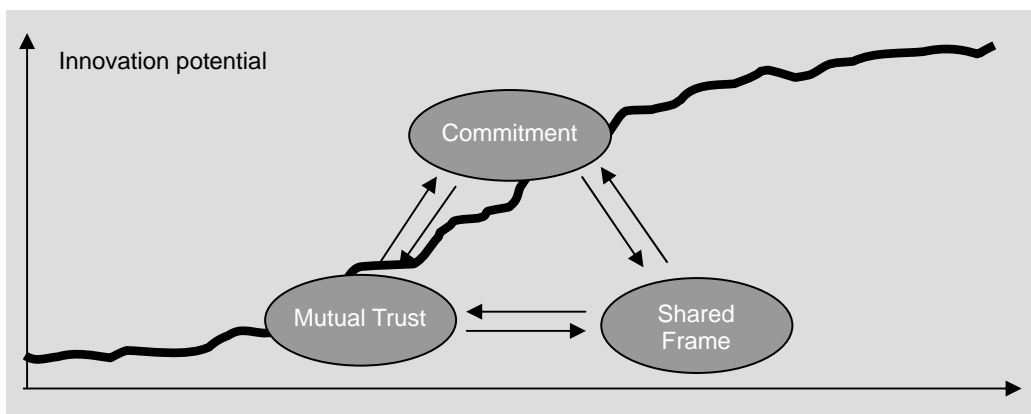 Innovation potential
Commitment
Mutual Trust
Shared
Frame